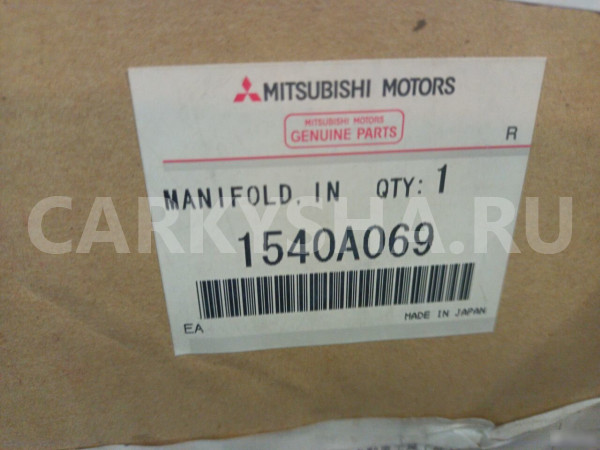 MITSUBISHI MOTORS
MITSUBISHI MOTORS
GENUINE PARTS
R
MANIFOLD, IN QTY: 1
CARKYSHA.RU
1540A069
EA
MADE IN JAPAN